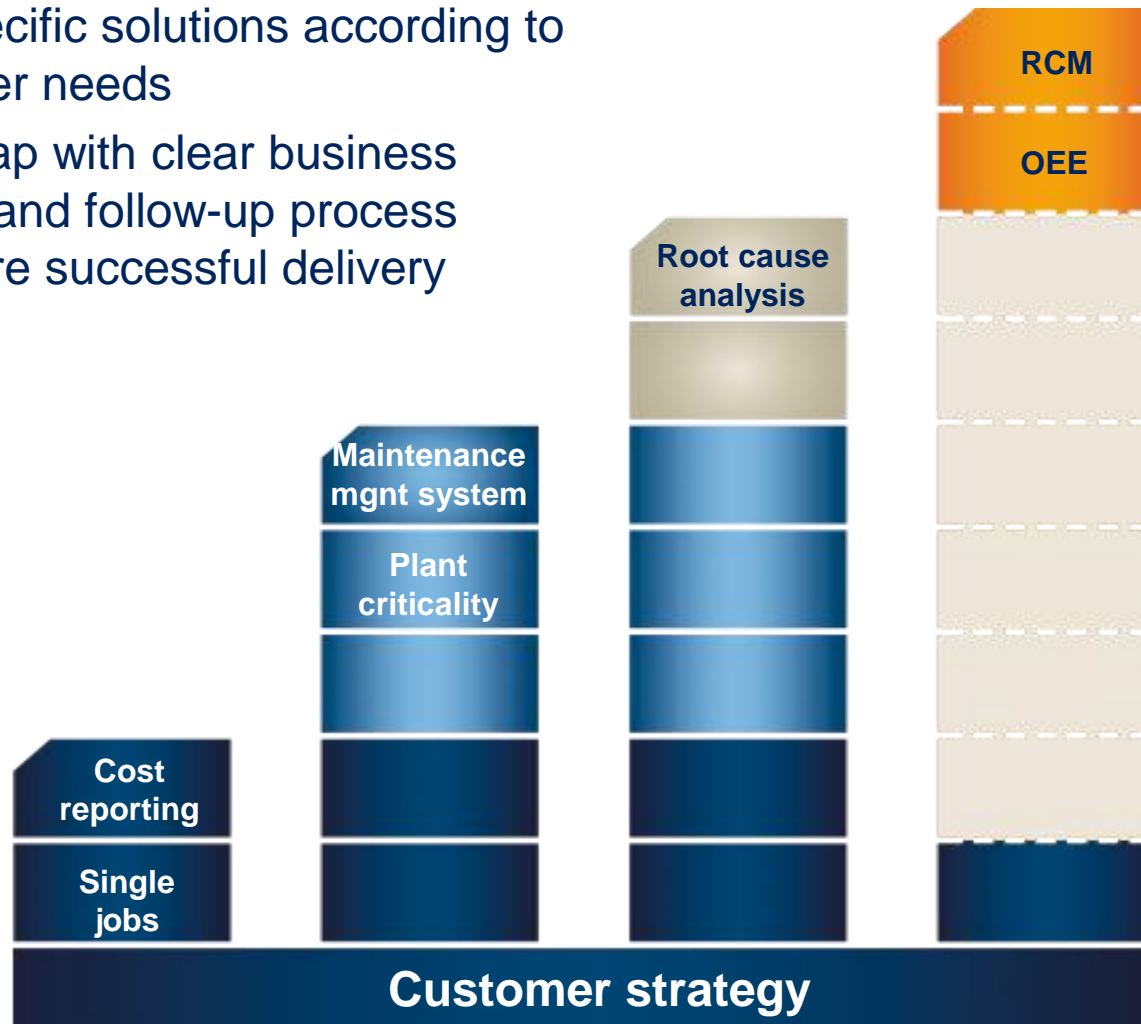 ecific solutions according to
er needs
ap with clear business
and follow-up process
re successful delivery
RCM
OEE
Root cause
analysis
Maintenance
mgnt system
Plant
criticality
Cost
reporting
Single
jobs
Customer strategy